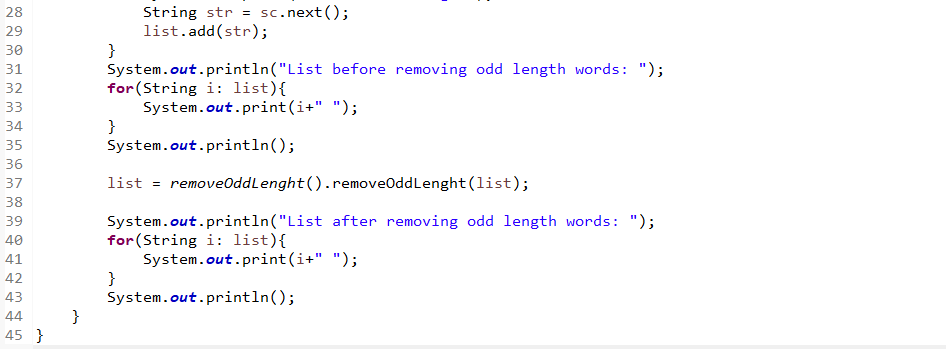 28 String str = sc.next();
29 list.add(str);
30 }
31 System.out.println("List before removing odd length words: ");
32 for(String i: list){
33 System.out.print(i+" ");
34 }
35 System.out.println();
36
37 list = removeOddLenght().removeOddLenght(list);
38
39 System.out.println("List after removing odd length words: ");
40 for(String i: list){
41 System.out.print(i+" ");
42 }
43 System.out.println();
44 }
45 }